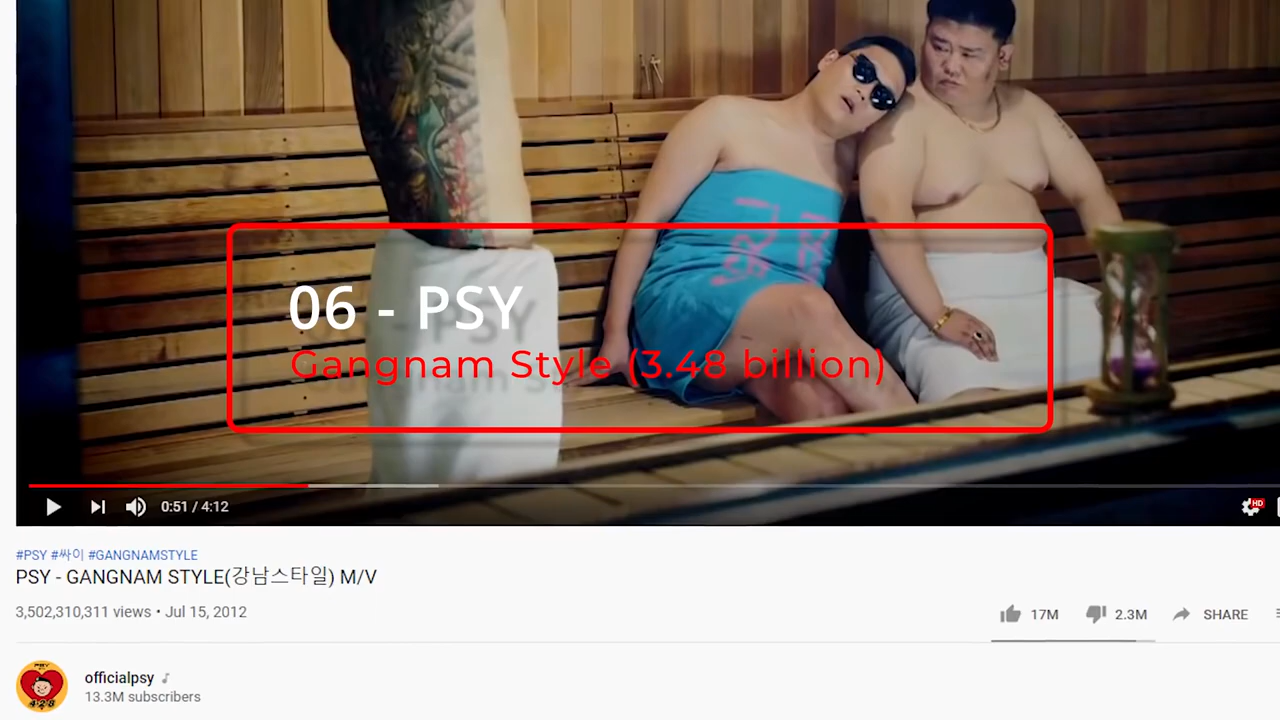 06 - PSY
Gangnam Style (3.48 billion)
0:51 / 4:12
HD
#PSY #싸이 #GANGNAMSTYLE
PSY - GANGNAM STYLE(강남스타일) M/V
3,502,310,311 views • Jul 15, 2012
17M 2.3M SHARE
officialpsy
13.3M subscribers